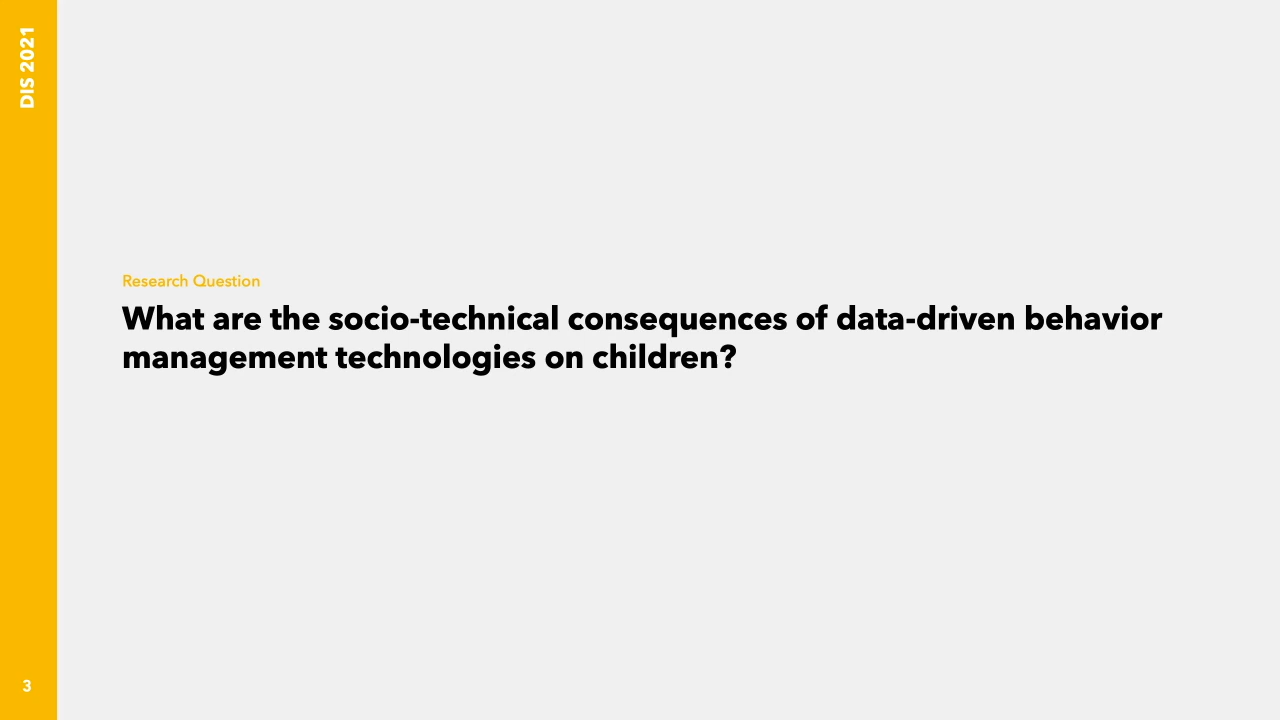 DIS 2021
Research Question
What are the socio-technical consequences of data-driven behavior
management technologies on children?
3